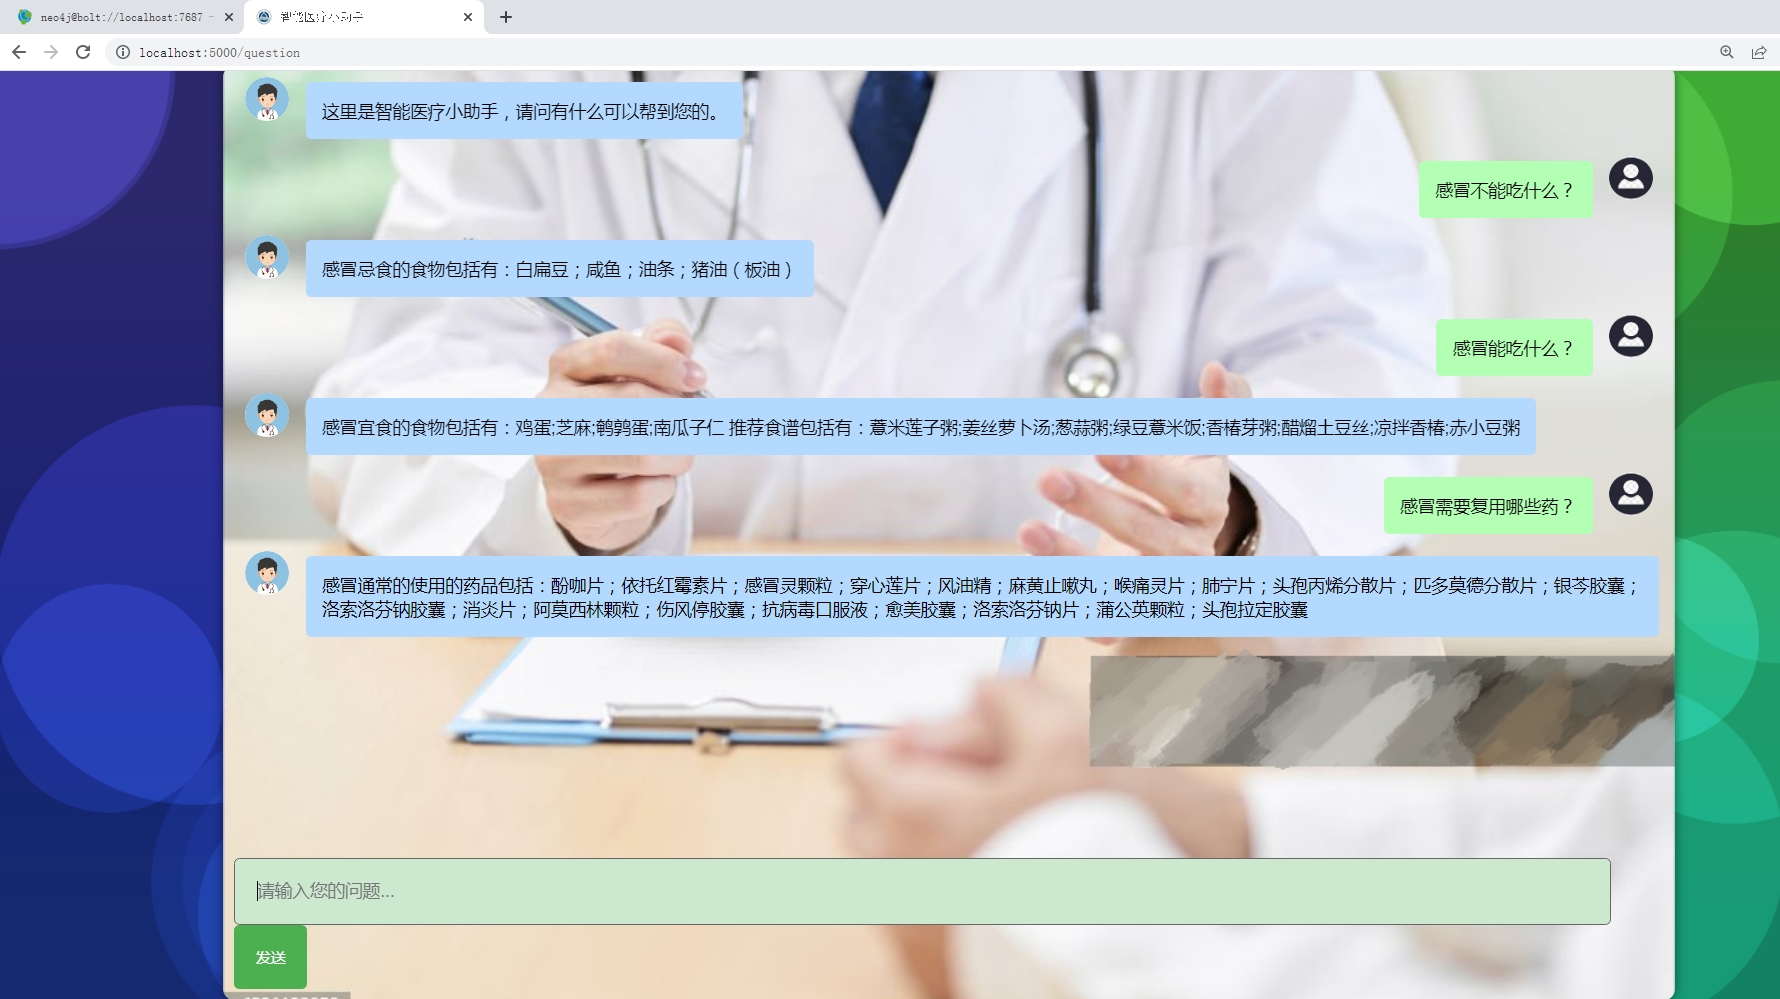 neo4j@bolt://localhost:7687 -
智能医疗小助手
localhost:5000/question
这里是智能医疗小助手，请问有什么可以帮到您的。
感冒不能吃什么？
感冒忌食的食物包括有：白扁豆；咸鱼；油条；猪油（板油）
感冒能吃什么？
感冒宜食的食物包括有：鸡蛋;芝麻;鹌鹑蛋;南瓜子仁 推荐食谱包括有：薏米莲子粥;姜丝萝卜汤;葱蒜粥;绿豆薏米饭;香椿芽粥;醋熘土豆丝;凉拌香椿;赤小豆粥
感冒需要复用哪些药？
感冒通常的使用的药品包括：酚咖片；依托红霉素片；感冒灵颗粒；穿心莲片；风油精；麻黄止嗽丸；喉痛灵片；肺宁片；头孢丙烯分散片；匹多莫德分散片；银芩胶囊；
洛索洛芬钠胶囊；消炎片；阿莫西林颗粒；伤风停胶囊；抗病毒口服液；愈美胶囊；洛索洛芬钠片；蒲公英颗粒；头孢拉定胶囊
请输入您的问题...
发送